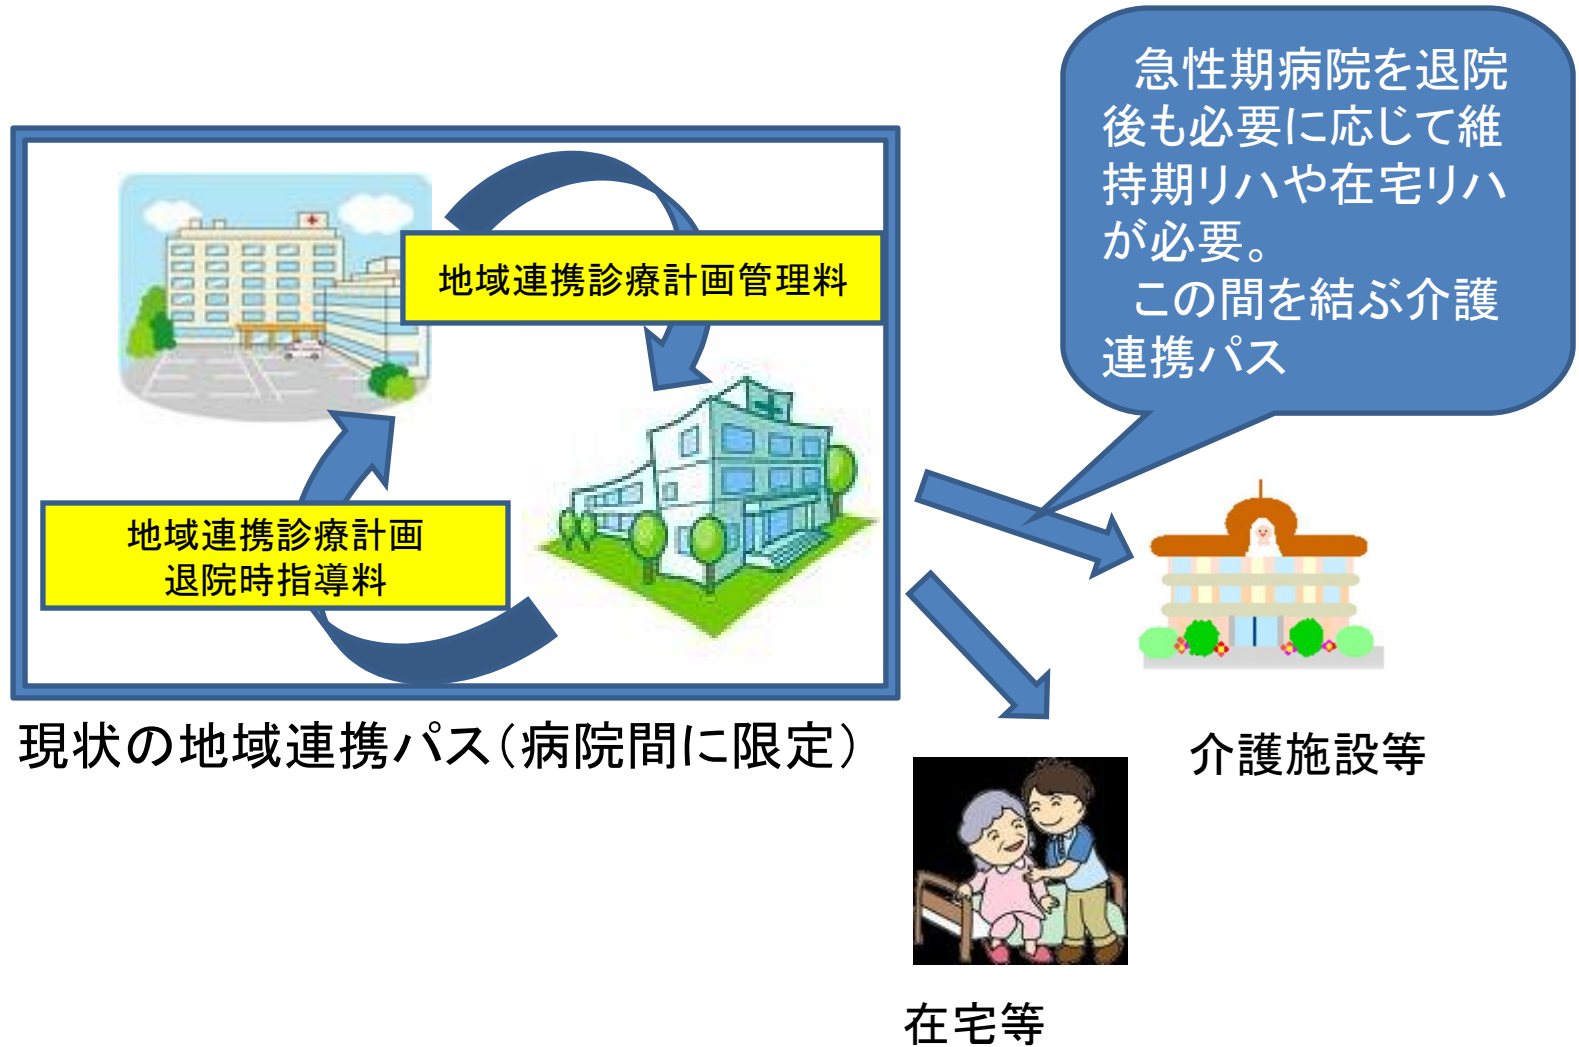 急性期病院を退院
後も必要に応じて維
持期リハや在宅リハ
が必要。
この間を結ぶ介護
連携パス
地域連携診療計画管理料
地域連携診療計画
退院時指導料
現状の地域連携パス（病院間に限定）
介護施設等
在宅等